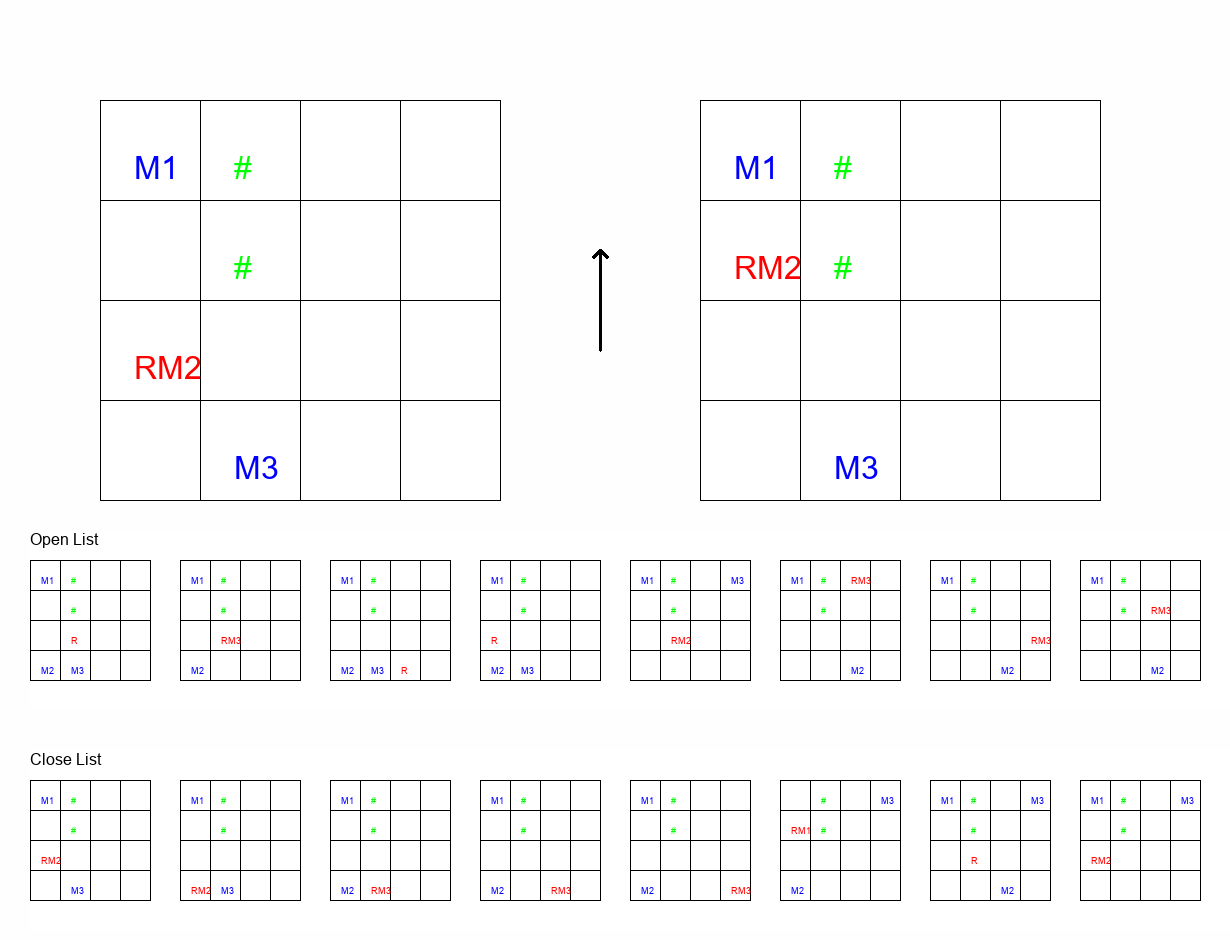 M1 # M1 #
# RM2 #
RM2
M3 M3
Open List
M1 # M1 # M1 # M1 # M1 # M3 M1 # RM3 M1 # M1 #
# # # # # # # # RM3
R RM3 R RM2 RM3
M2 M3 M2 M2 M3 R M2 M3 M2 M2 M2
Close List
M1 # M1 # M1 # M1 # M1 # # M3 M1 # M3 M1 # M3
# # # # # RM1 # # #
RM2 R RM2
M3 RM2 M3 M2 RM3 M2 RM3 M2 RM3 M2 M2